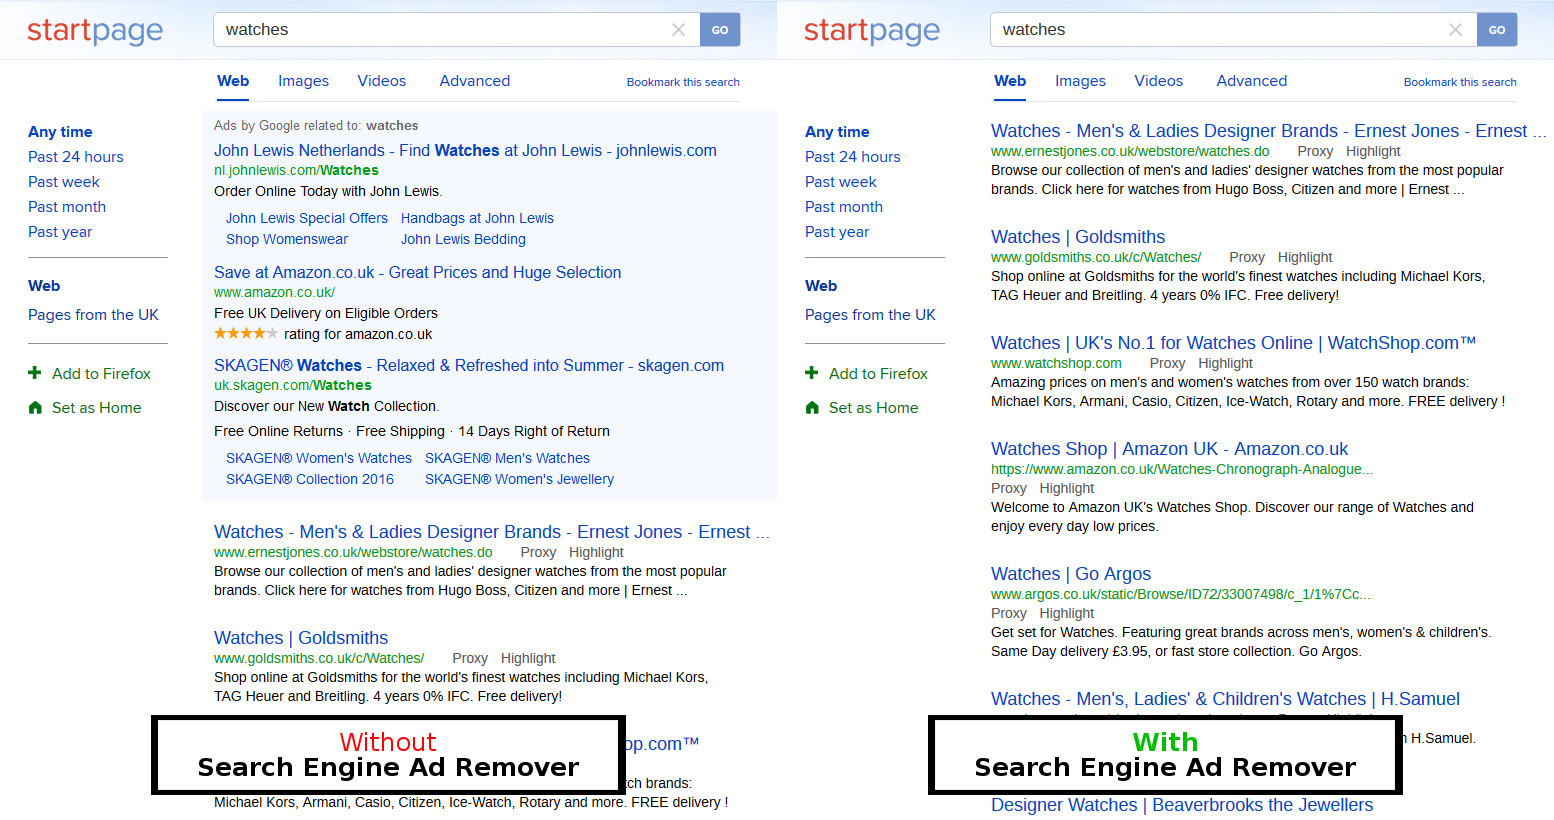 startpage
watches
GO
Web Images Videos Advanced
Bookmark this search
Any time
Past 24 hours
Past week
Past month
Past year
Web
Pages from the UK
Add to Firefox
Set as Home
Ads by Google related to: watches
John Lewis Netherlands - Find Watches at John Lewis - johnlewis.com
nl.johnlewis.com/Watches
Order Online Today with John Lewis.
John Lewis Special Offers Handbags at John Lewis
Shop Womenswear John Lewis Bedding
Save at Amazon.co.uk - Great Prices and Huge Selection
www.amazon.co.uk/
Free UK Delivery on Eligible Orders
★★★★★ rating for amazon.co.uk
SKAGEN® Watches - Relaxed & Refreshed into Summer - skagen.com
uk.skagen.com/Watches
Discover our New Watch Collection.
Free Online Returns · Free Shipping · 14 Days Right of Return
SKAGEN® Women's Watches SKAGEN® Men's Watches
SKAGEN® Collection 2016 SKAGEN® Women's Jewellery
Watches - Men's & Ladies Designer Brands - Ernest Jones - Ernest ...
www.ernestjones.co.uk/webstore/watches.do Proxy Highlight
Browse our collection of men's and ladies' designer watches from the most popular
brands. Click here for watches from Hugo Boss, Citizen and more | Ernest ...
Watches | Goldsmiths
www.goldsmiths.co.uk/c/Watches/ Proxy Highlight
Shop online at Goldsmiths for the world's finest watches including Michael Kors,
TAG Heuer and Breitling. 4 years 0% IFC. Free delivery!
op.com™
Without
Search Engine Ad Remover
tch brands:
Michael Kors, Armani, Casio, Citizen, Ice-Watch, Rotary and more. FREE delivery !
startpage
watches
GO
Web Images Videos Advanced
Bookmark this search
Any time
Past 24 hours
Past week
Past month
Past year
Web
Pages from the UK
Add to Firefox
Set as Home
Watches - Men's & Ladies Designer Brands - Ernest Jones - Ernest ...
www.ernestjones.co.uk/webstore/watches.do Proxy Highlight
Browse our collection of men's and ladies' designer watches from the most popular
brands. Click here for watches from Hugo Boss, Citizen and more | Ernest ...
Watches | Goldsmiths
www.goldsmiths.co.uk/c/Watches/ Proxy Highlight
Shop online at Goldsmiths for the world's finest watches including Michael Kors,
TAG Heuer and Breitling. 4 years 0% IFC. Free delivery!
Watches | UK's No.1 for Watches Online | WatchShop.com™
www.watchshop.com Proxy Highlight
Amazing prices on men's and women's watches from over 150 watch brands:
Michael Kors, Armani, Casio, Citizen, Ice-Watch, Rotary and more. FREE delivery !
Watches Shop | Amazon UK - Amazon.co.uk
https://www.amazon.co.uk/Watches-Chronograph-Analogue...
Proxy Highlight
Welcome to Amazon UK's Watches Shop. Discover our range of Watches and
enjoy every day low prices.
Watches | Go Argos
www.argos.co.uk/static/Browse/ID72/33007498/c_1/1%7Cc...
Proxy Highlight
Get set for Watches. Featuring great brands across men's, women's & children's.
Same Day delivery £3.95, or fast store collection. Go Argos.
Watches - Men's, Ladies' & Children's Watches | H.Samuel
H.Samuel.
With
Search Engine Ad Remover
Designer Watches | Beaverbrooks the Jewellers